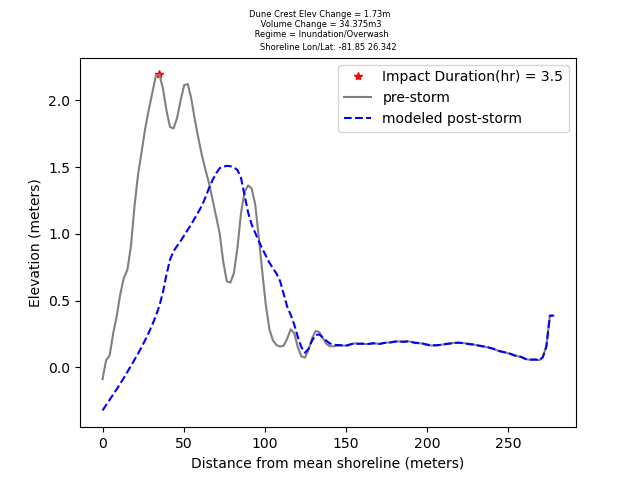 Dune Crest Elev Change = 1.73m
Volume Change = 34.375m3
Regime = Inundation/Overwash
Shoreline Lon/Lat: -81.85 26.342
Impact Duration(hr) = 3.5
pre-storm
modeled post-storm
Elevation (meters)
2.0
1.5
1.0
0.5
0.0
0 50 100 150 200 250
Distance from mean shoreline (meters)